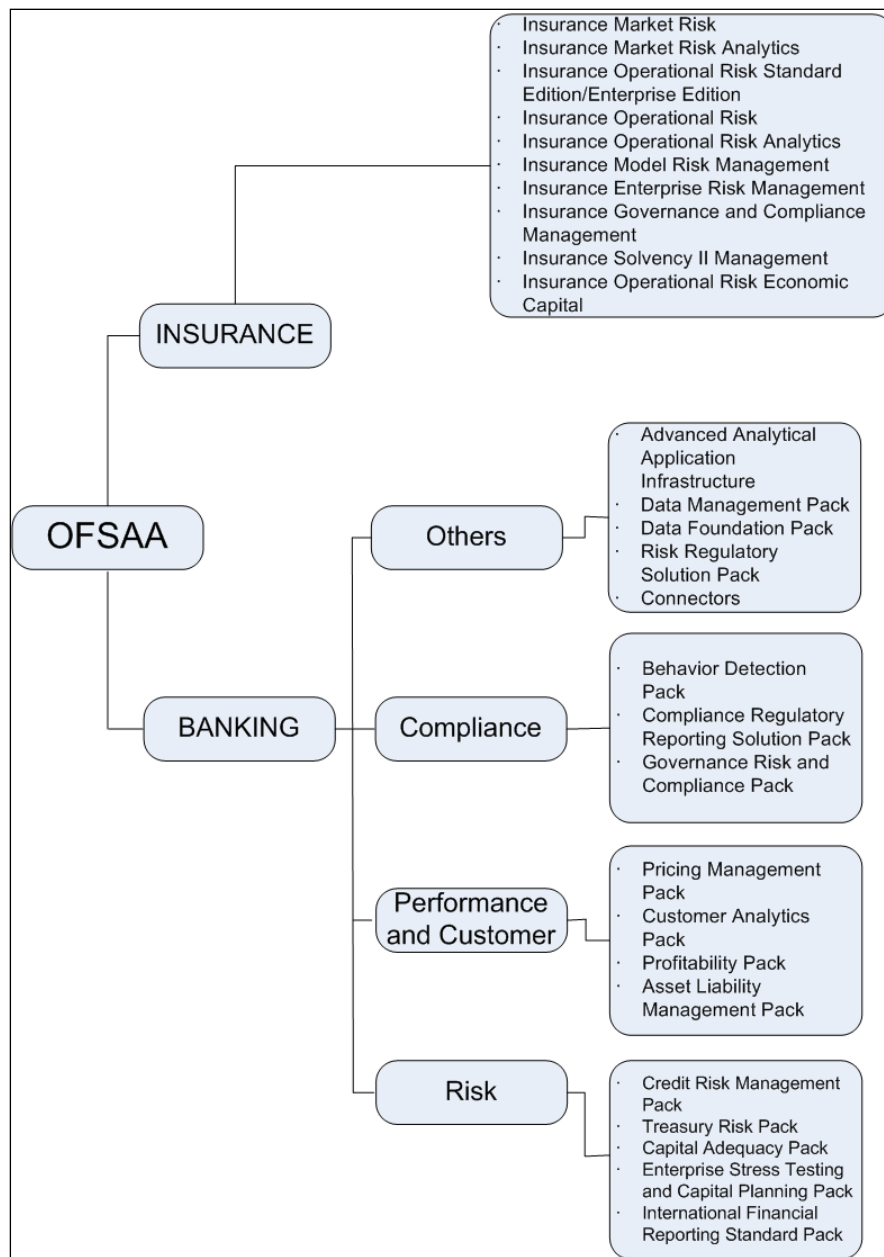 · Insurance Market Risk
· Insurance Market Risk Analytics
· Insurance Operational Risk Standard
Edition/Enterprise Edition
· Insurance Operational Risk
· Insurance Operational Risk Analytics
· Insurance Model Risk Management
· Insurance Enterprise Risk Management
· Insurance Governance and Compliance
Management
· Insurance Solvency II Management
· Insurance Operational Risk Economic
Capital
INSURANCE
OFSAA
BANKING
Others
· Advanced Analytical
Application
Infrastructure
· Data Management Pack
· Data Foundation Pack
· Risk Regulatory
Solution Pack
· Connectors
Compliance
· Behavior Detection
Pack
· Compliance Regulatory
Reporting Solution Pack
· Governance Risk and
Compliance Pack
Performance
and Customer
· Pricing Management
Pack
· Customer Analytics
Pack
· Profitability Pack
· Asset Liability
Management Pack
Risk
· Credit Risk Management
Pack
· Treasury Risk Pack
· Capital Adequacy Pack
· Enterprise Stress Testing
and Capital Planning Pack
· International Financial
Reporting Standard Pack